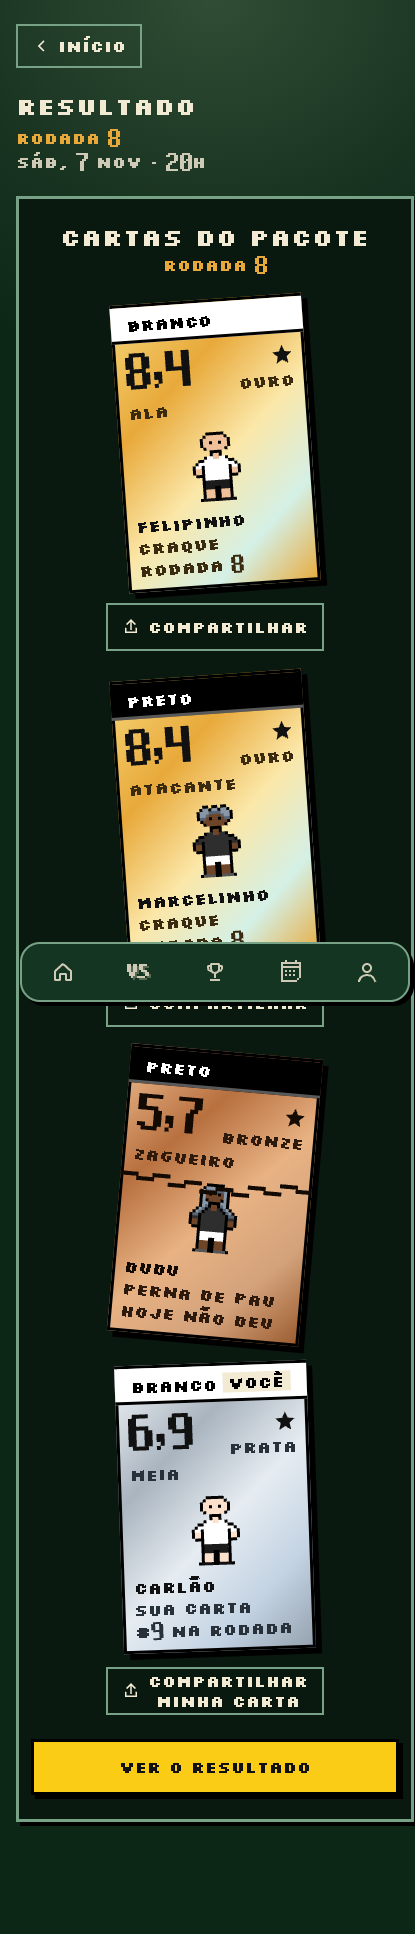 INÍCIO
RESULTADO
RODADA 8
SÁB, 7 NOV · 20H
CARTAS DO PACOTE
RODADA 8
BRANCO
8,4
OURO
ALA
FELIPINHO
CRAQUE
RODADA 8
COMPARTILHAR
PRETO
8,4
OURO
ATACANTE
MARCELINHO
CRAQUE
8
VS
PRETO
5,7
BRONZE
ZAGUEIRO
DUDU
PERNA DE PAU
HOJE NÃO DEU
BRANCO VOCÊ
6,9
PRATA
MEIA
CARLÃO
SUA CARTA
#9 NA RODADA
COMPARTILHAR
MINHA CARTA
VER O RESULTADO